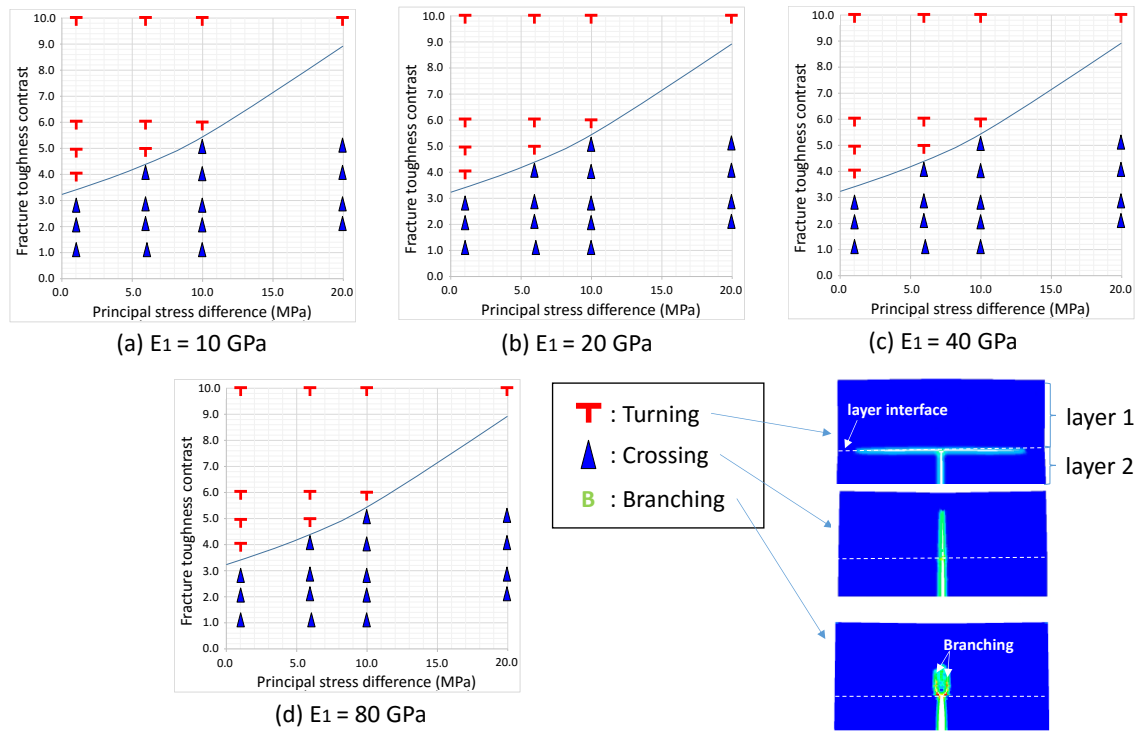 Fracture toughness contrast
10.0
9.0
8.0
7.0
6.0
5.0
4.0
3.0
2.0
1.0
0.0
0.0 5.0 10.0 15.0 20.0
Principal stress difference (MPa)
(a) E1 = 10 GPa
Fracture toughness contrast
10.0
9.0
8.0
7.0
6.0
5.0
4.0
3.0
2.0
1.0
0.0
0.0 5.0 10.0 15.0 20.0
Principal stress difference (MPa)
(b) E1 = 20 GPa
Fracture toughness contrast
10.0
9.0
8.0
7.0
6.0
5.0
4.0
3.0
2.0
1.0
0.0
0.0 5.0 10.0 15.0 20.0
Principal stress difference (MPa)
(c) E1 = 40 GPa
Fracture toughness contrast
10.0
9.0
8.0
7.0
6.0
5.0
4.0
3.0
2.0
1.0
0.0
0.0 5.0 10.0 15.0 20.0
Principal stress difference (MPa)
(d) E1 = 80 GPa
: Turning
: Crossing
B : Branching
layer interface
layer 1
layer 2
Branching